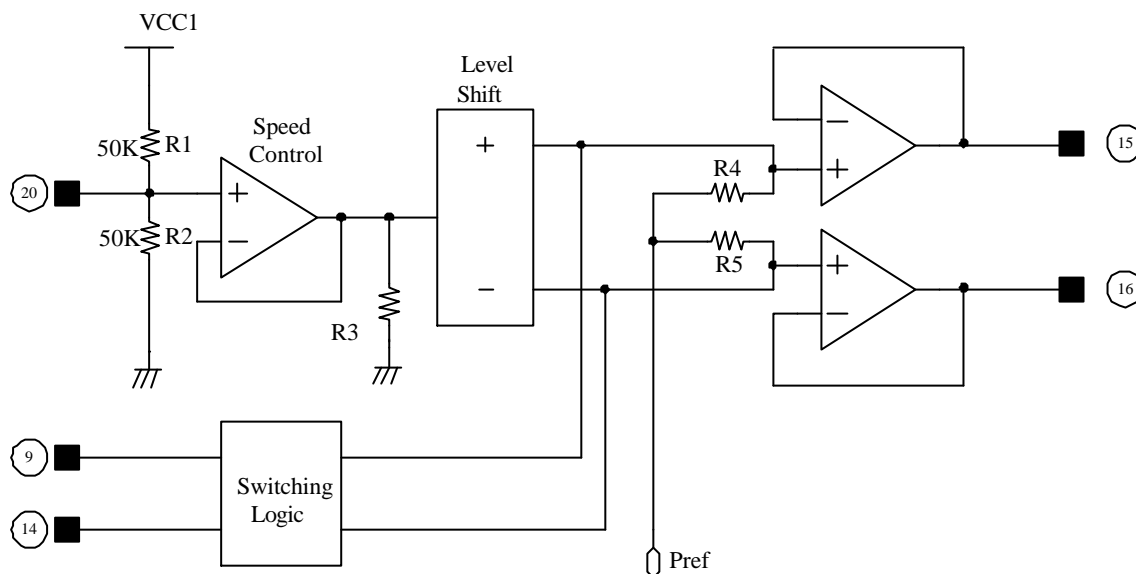 VCC1
Level
Shift
50K
R1
Speed
Control
20
+
−
50K
R2
R3
+
−
R4
R5
−
+
15
+
−
16
9
14
Switching
Logic
Pref